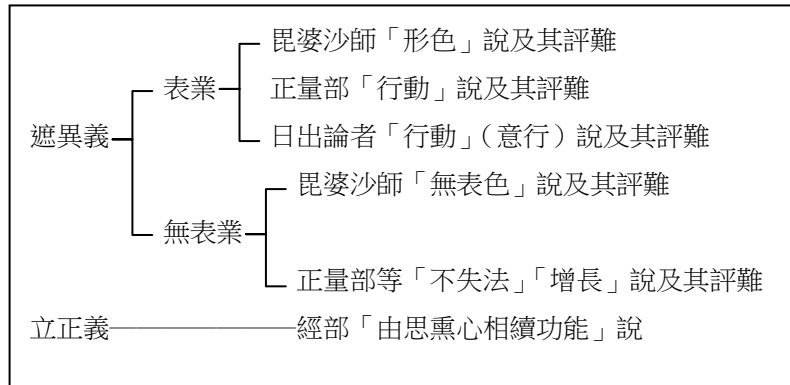 毘婆沙師「形色」說及其評難
表業
正量部「行動」說及其評難
遮異義
日出論者「行動」（意行）說及其評難
毘婆沙師「無表色」說及其評難
無表業
正量部等「不失法」「增長」說及其評難
立正義————————經部「由思熏心相續功能」說